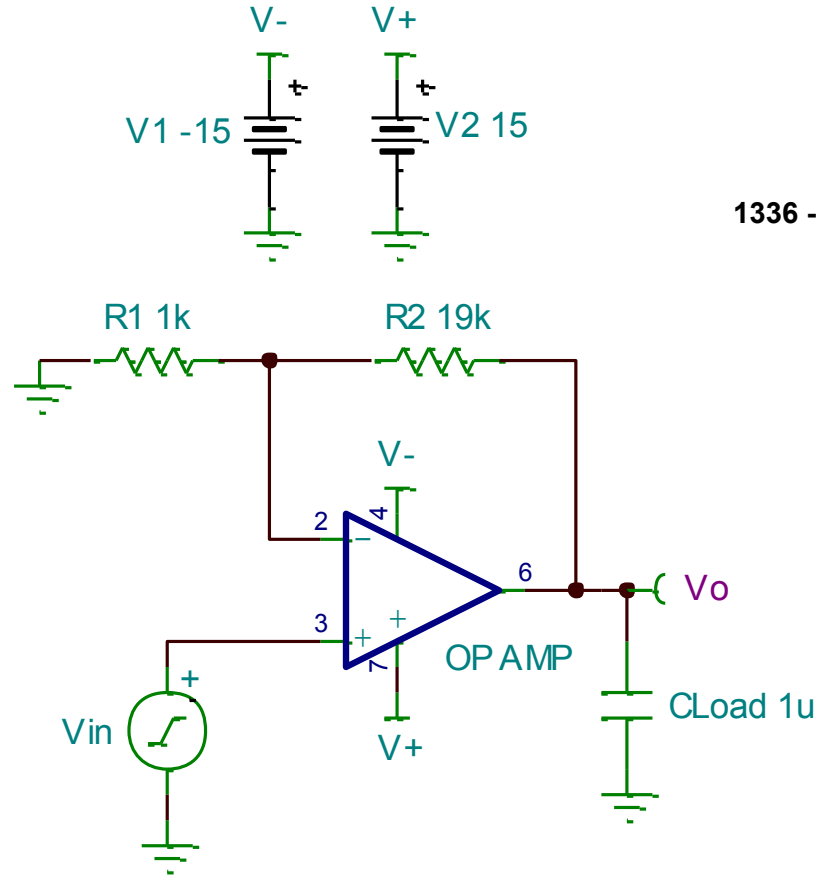 V- V+
V1 -15
V2 15
1336 -
R1 1k
R2 19k
V-
4
2
6
Vo
3
OPAMP
7
CLoad 1u
Vin
V+